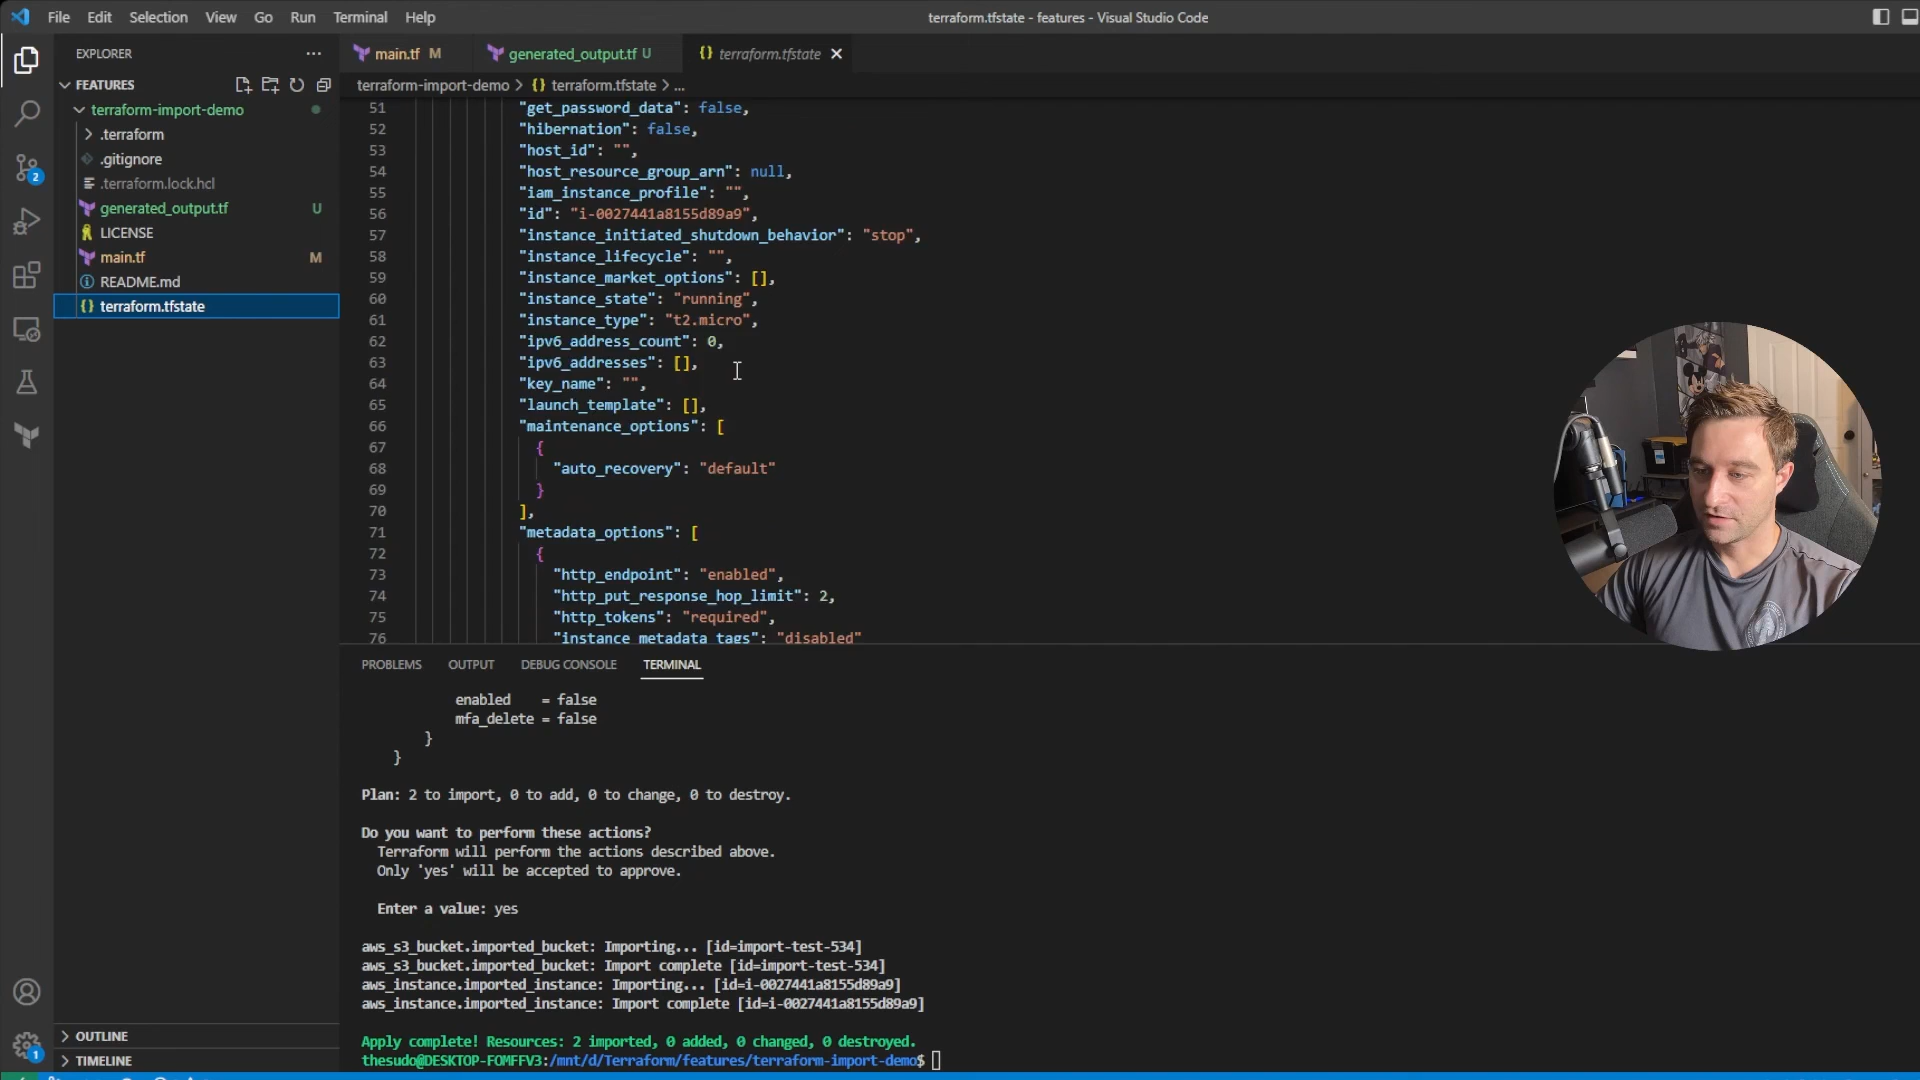 File Edit Selection View Go Run Terminal Help
terraform.tfstate - features - Visual Studio Code
EXPLORER
FEATURES
terraform-import-demo
.terraform
.gitignore
.terraform.lock.hcl
generated_output.tf U
LICENSE
main.tf M
README.md
terraform.tfstate
2
OUTLINE
TIMELINE
1
main.tf M
generated_output.tf U
{} terraform.tfstate
terraform-import-demo > {} terraform.tfstate > ...
51 "get_password_data": false,
52 "hibernation": false,
53 "host_id": "",
54 "host_resource_group_arn": null,
55 "iam_instance_profile": "",
56 "id": "i-0027441a8155d89a9",
57 "instance_initiated_shutdown_behavior": "stop",
58 "instance_lifecycle": "",
59 "instance_market_options": [],
60 "instance_state": "running",
61 "instance_type": "t2.micro",
62 "ipv6_address_count": 0,
63 "ipv6_addresses": [],
64 "key_name": "",
65 "launch_template": [],
66 "maintenance_options": [
67 {
68 "auto_recovery": "default"
69 }
70 ],
71 "metadata_options": [
72 {
73 "http_endpoint": "enabled",
74 "http_put_response_hop_limit": 2,
75 "http_tokens": "required",
76 "instance_metadata_tags": "disabled"
PROBLEMS OUTPUT DEBUG CONSOLE TERMINAL
enabled = false
mfa_delete = false
}
}
Plan: 2 to import, 0 to add, 0 to change, 0 to destroy.
Do you want to perform these actions?
Terraform will perform the actions described above.
Only 'yes' will be accepted to approve.
Enter a value: yes
aws_s3_bucket.imported_bucket: Importing... [id=import-test-534]
aws_s3_bucket.imported_bucket: Import complete [id=import-test-534]
aws_instance.imported_instance: Importing... [id=i-0027441a8155d89a9]
aws_instance.imported_instance: Import complete [id=i-0027441a8155d89a9]
Apply complete! Resources: 2 imported, 0 added, 0 changed, 0 destroyed.
thesudo@DESKTOP-FOMFFV3:/mnt/d/Terraform/features/terraform-import-demo$